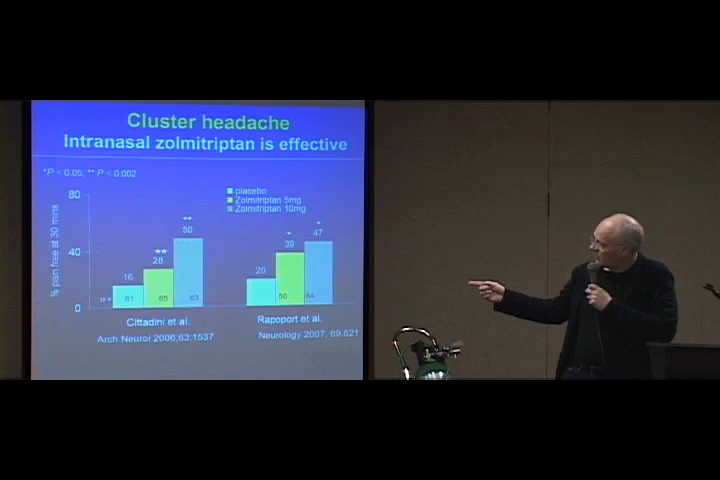 Cluster headache
Intranasal zolmitriptan is effective
*P < 0.05; ** P < 0.002
placebo
Zolmitriptan 5mg
Zolmitriptan 10mg
% pain free at 30 mins
80
40
0
16
28
**
50
**
20
39
*
47
*
n =
61
65
63
50
54
Cittadini et al.
Arch Neurol 2006;63:1537
Rapoport et al.
Neurology 2007; 69:821